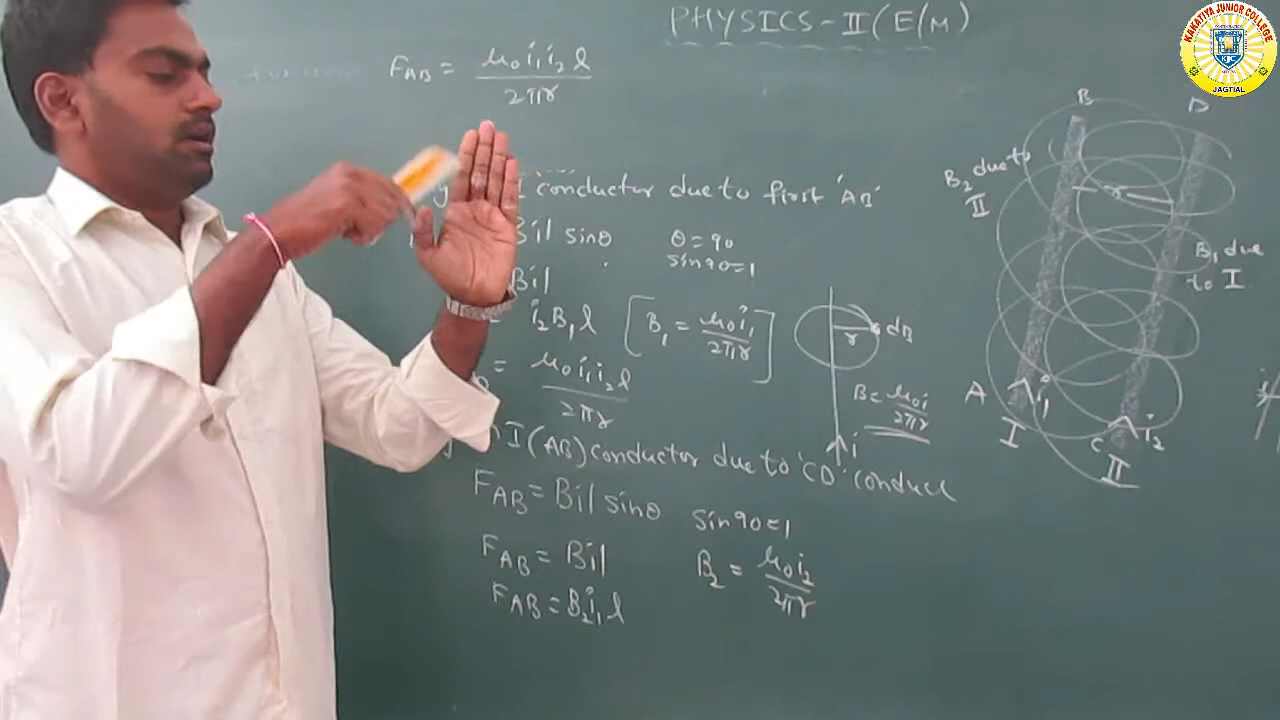 PHYSICS-II(E/M)
F_AB = μ₀i₁i₂l / 2πr
conductor due to first 'AB'
Bil sinθ
θ = 90
sin90=1
Bil
i₂B₁l [B₁ = μ₀i₁ / 2πr]
= μ₀i₁i₂l / 2πr
I(AB) conductor due to 'CD' conduct
F_AB = Bil sinθ
sin90=1
F_AB = Bil
B₂ = μ₀i₂ / 2πr
F_AB = B₂i₁l
r dB
B = μ₀i / 2πr
i
B D
B₂ due to
II
r
B₁ due
to I
A i₁
I
C i₂
II
KAKATIYA JUNIOR COLLEGE
KJC
JAGTIAL